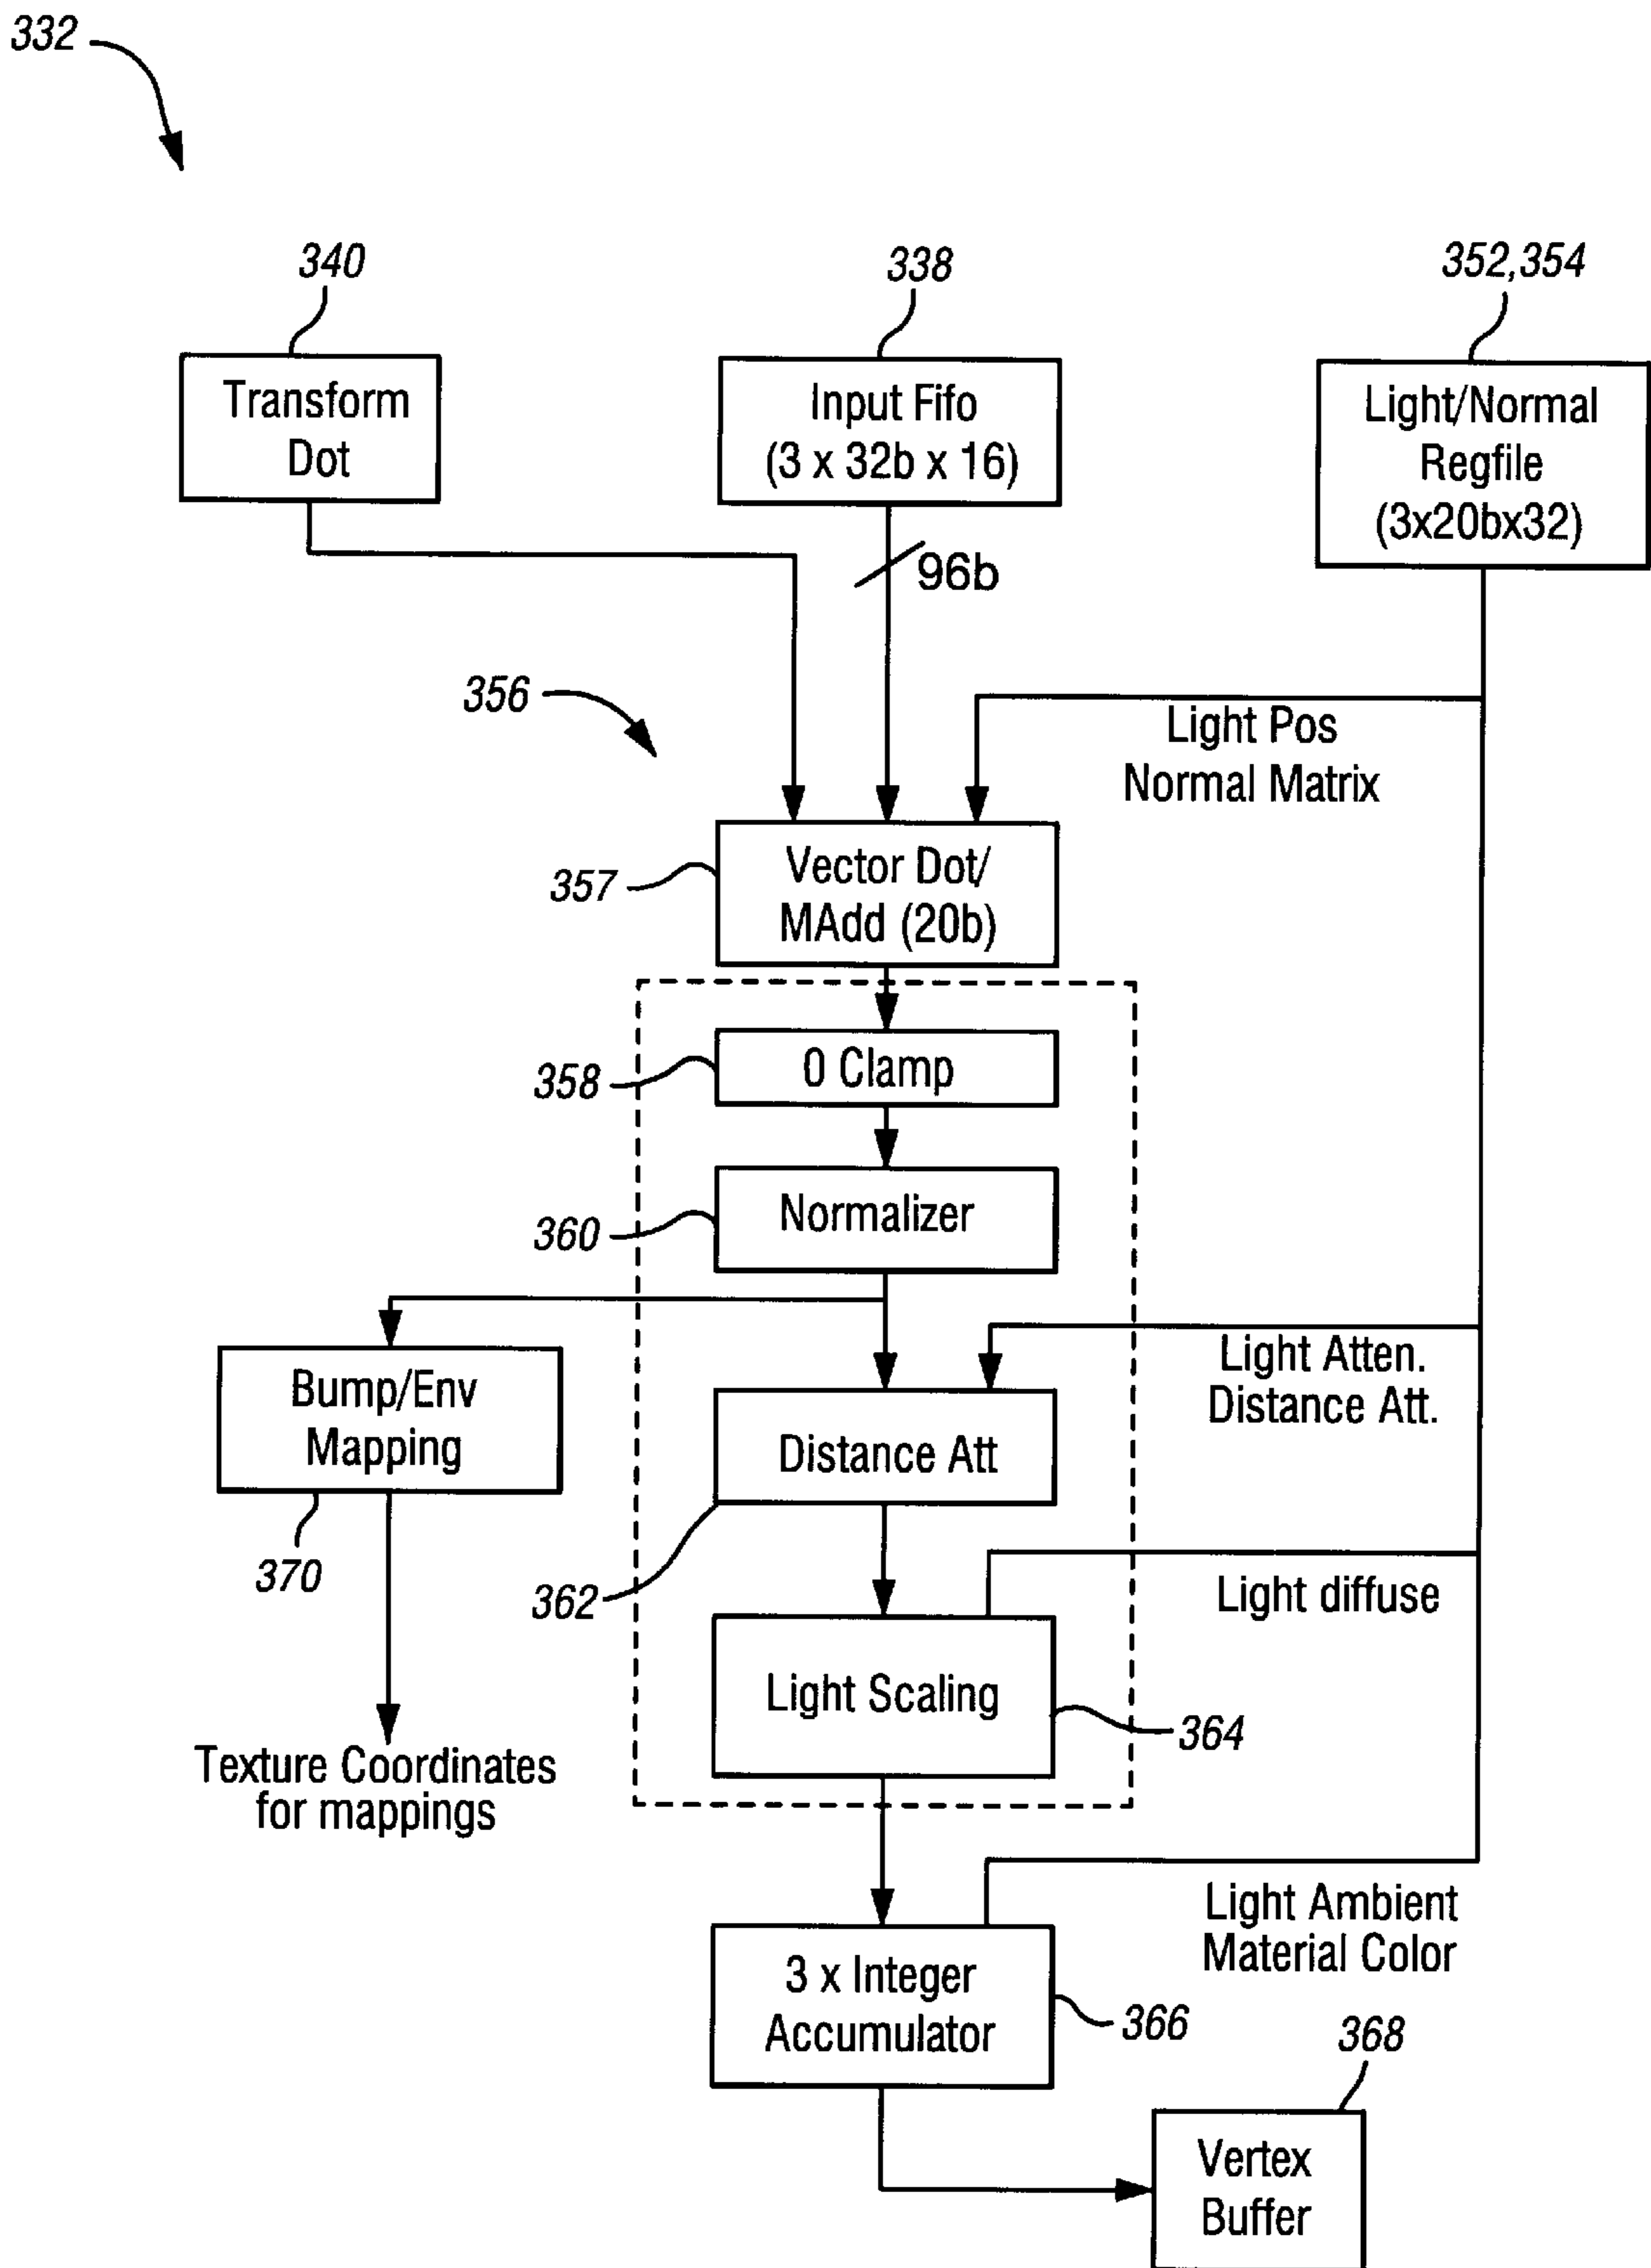 332
340
338
352,354
Transform
Dot
Input Fifo
(3 x 32b x 16)
Light/Normal
Regfile
(3x20bx32)
96b
356
Light Pos
Normal Matrix
357
Vector Dot/
MAdd (20b)
358
0 Clamp
360
Normalizer
Bump/Env
Mapping
Light Atten.
Distance Att.
Distance Att
370
362
Light diffuse
Light Scaling
364
Texture Coordinates
for mappings
Light Ambient
Material Color
3 x Integer
Accumulator
366
368
Vertex
Buffer